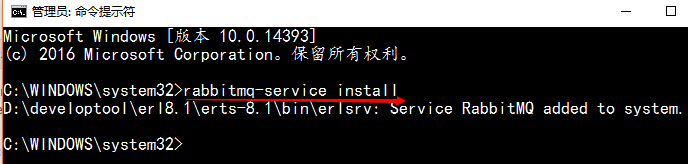 管理员: 命令提示符
Microsoft Windows [版本 10.0.14393]
(c) 2016 Microsoft Corporation。保留所有权利。
C:\WINDOWS\system32>rabbitmq-service install
D:\developtool\erl8.1\erts-8.1\bin\erlsrv: Service RabbitMQ added to system.
C:\WINDOWS\system32>